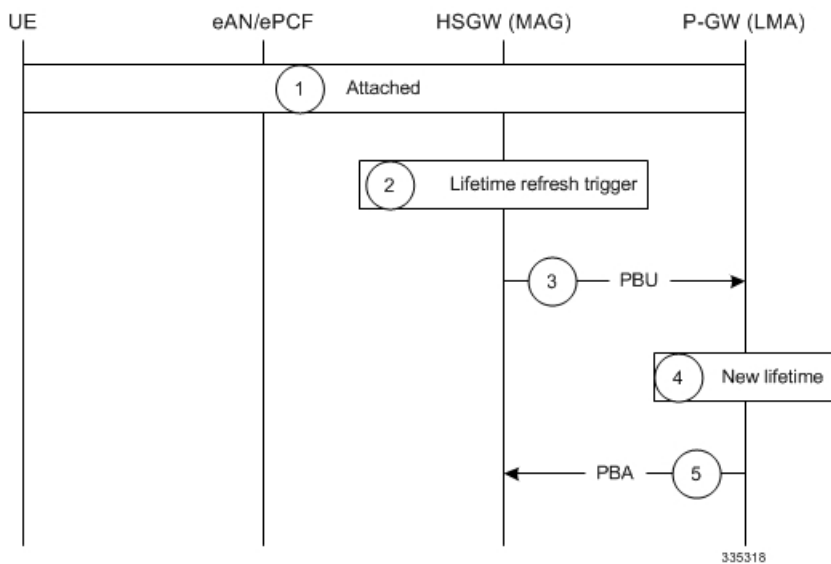 UE eAN/ePCF HSGW (MAG) P-GW (LMA)
1 Attached
2 Lifetime refresh trigger
3 PBU
4 New lifetime
PBA 5
335318